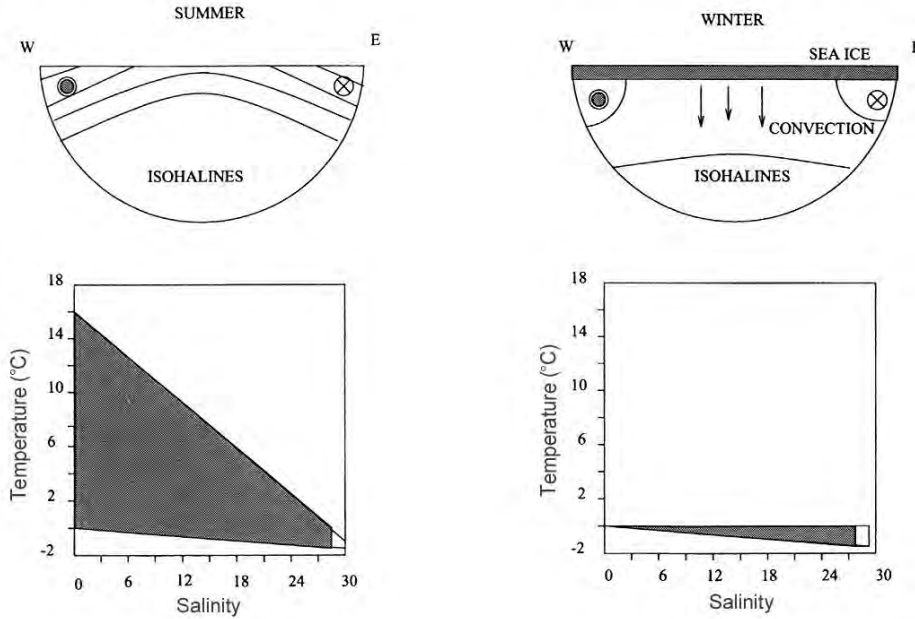 SUMMER
W
E
ISOHALINES
WINTER
W
E
SEA ICE
CONVECTION
ISOHALINES
18
14
10
6
2
-2
Temperature (°C)
0 6 12 18 24 30
Salinity
18
14
10
6
2
-2
Temperature (°C)
0 6 12 18 24 30
Salinity